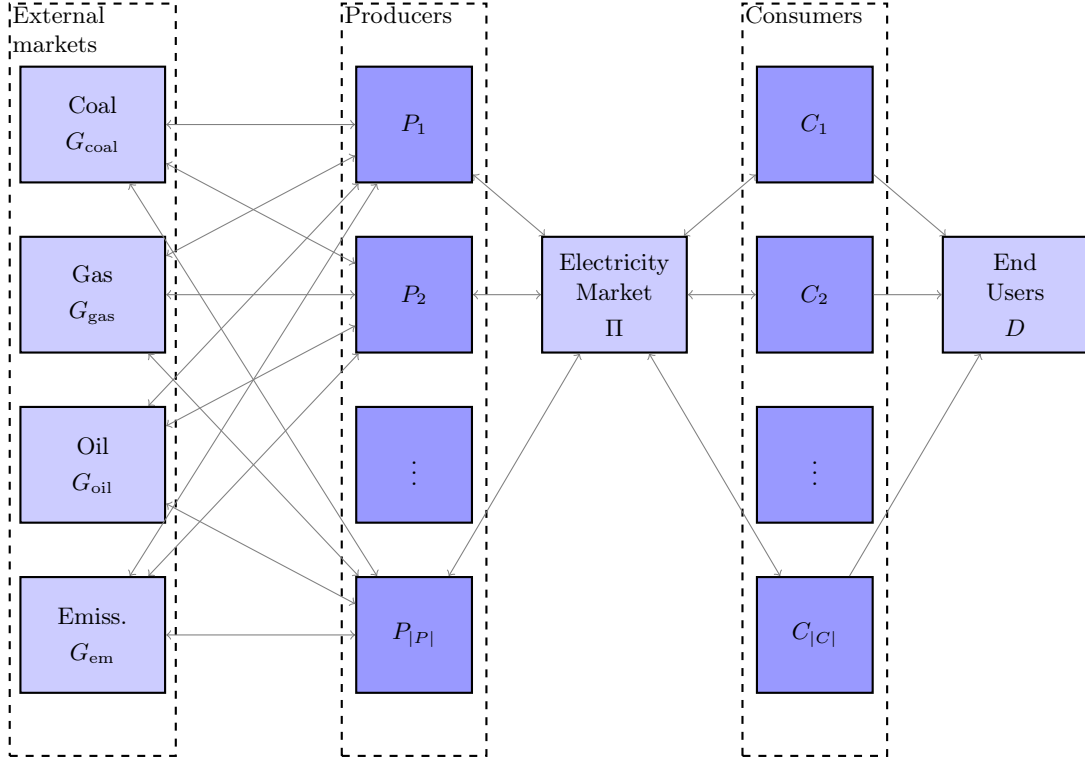 External
markets
Producers
Consumers
Coal
G_coal
P_1
C_1
Gas
G_gas
P_2
Electricity
Market
Π
C_2
End
Users
D
Oil
G_oil
⋮
⋮
Emiss.
G_em
P_|P|
C_|C|